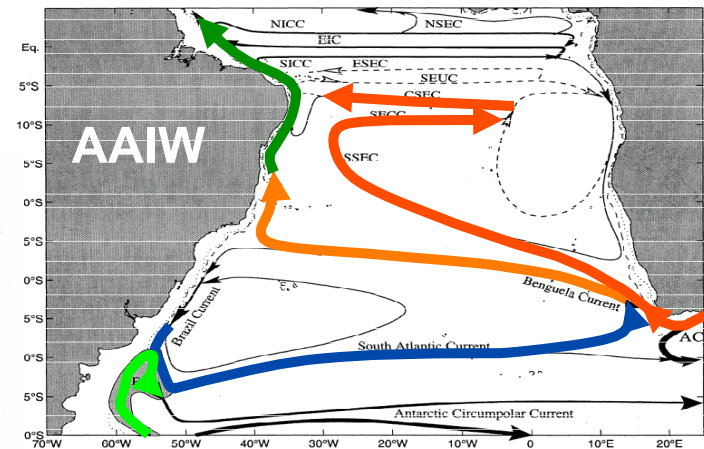 NICC
NSEC
EIC
Eq.
SICC
ESEC
SEUC
5°S
CSEC
SECC
10°S
AAIW
SSEC
5°S
0°S
5°S
0°S
Benguela Current
Brazil Current
5°S
AC
South Atlantic Current
0°S
5°S
Antarctic Circumpolar Current
0°S
70°W 60°W 50°W 40°W 30°W 20°W 10°W 0 10°E 20°E